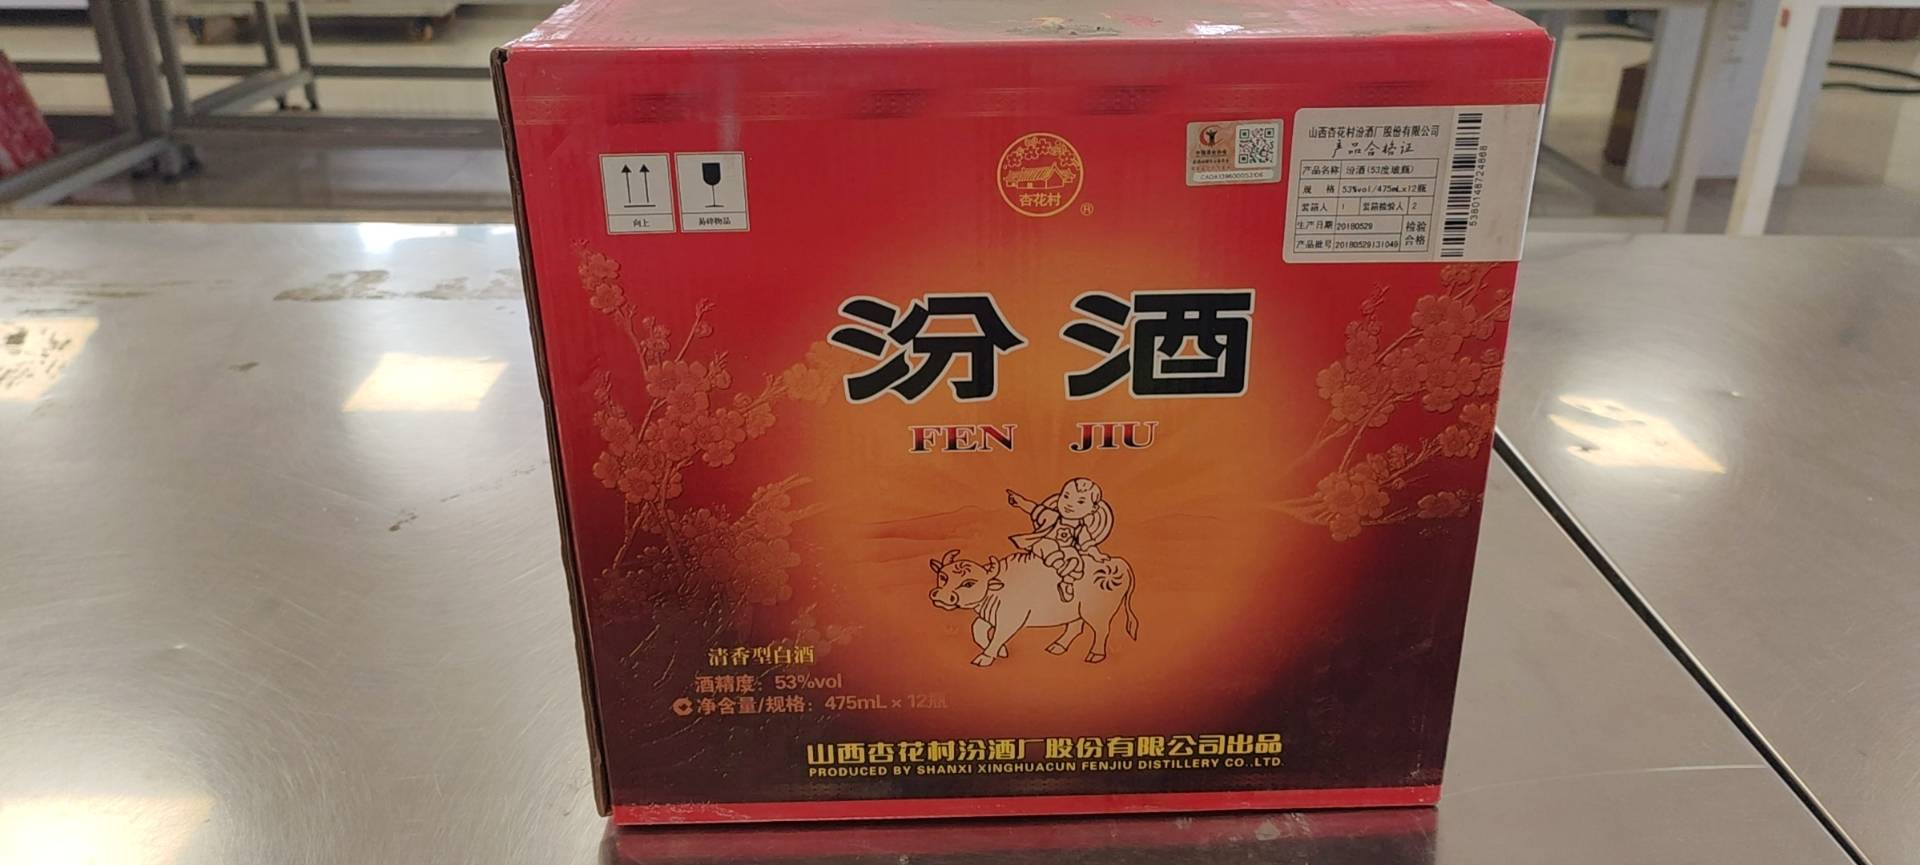 向上
易碎物品
杏花村
®
山西杏花村汾酒厂股份有限公司
产品合格证
产品名称 汾酒(53度玻瓶)
规 格 53%vol/475mLx12瓶
装箱人 1 装箱检验人 2
生产日期 20180529 检验
产品批号 20180529131049 合格
汾酒
FEN JIU
清香型白酒
酒精度：53%vol
净含量/规格：475mL×12瓶
山西杏花村汾酒厂股份有限公司出品
PRODUCED BY SHANXI XINGHUACUN FENJIU DISTILLERY CO.,LTD.